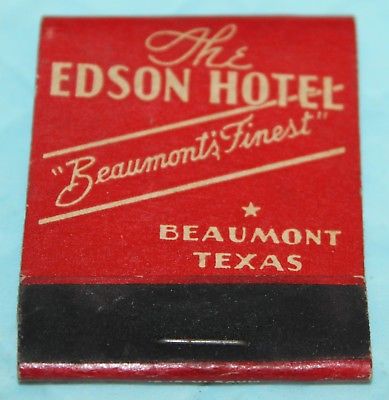 The
EDSON HOTEL
"Beaumont's Finest"
BEAUMONT
TEXAS